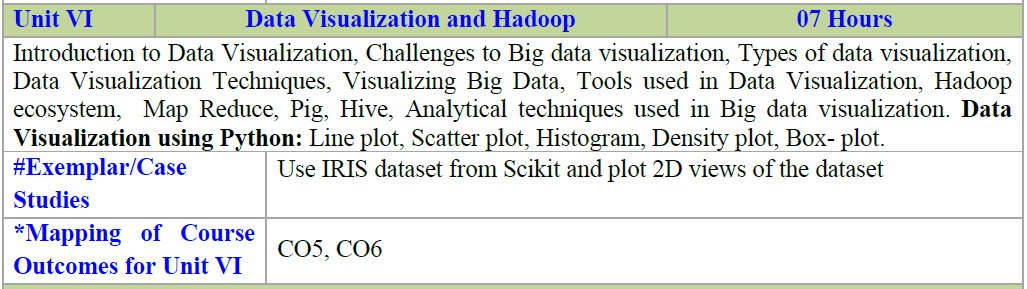 Unit VI Data Visualization and Hadoop 07 Hours
Introduction to Data Visualization, Challenges to Big data visualization, Types of data visualization,
Data Visualization Techniques, Visualizing Big Data, Tools used in Data Visualization, Hadoop
ecosystem, Map Reduce, Pig, Hive, Analytical techniques used in Big data visualization. Data
Visualization using Python: Line plot, Scatter plot, Histogram, Density plot, Box- plot.
#Exemplar/Case
Studies
Use IRIS dataset from Scikit and plot 2D views of the dataset
*Mapping of Course
Outcomes for Unit VI
CO5, CO6